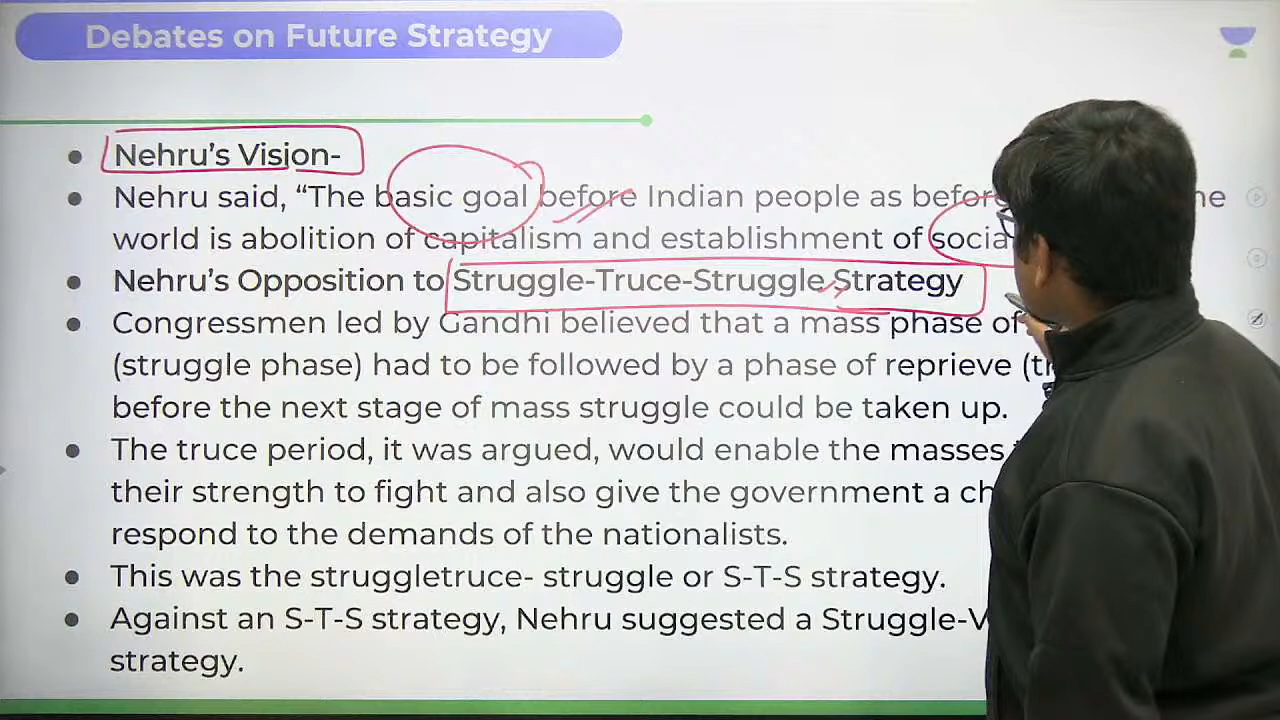 Debates on Future Strategy
Nehru's Vision-
Nehru said, “The basic goal before Indian people as
world is abolition of capitalism and establishment of
Nehru's Opposition to Struggle-Truce-Struggle Strategy
Congressmen led by Gandhi believed that a mass phase of
(struggle phase) had to be followed by a phase of reprieve
before the next stage of mass struggle could be taken up.
The truce period, it was argued, would enable the masses
their strength to fight and also give the government a
respond to the demands of the nationalists.
This was the struggletruce- struggle or S-T-S strategy.
Against an S-T-S strategy, Nehru suggested a
strategy.